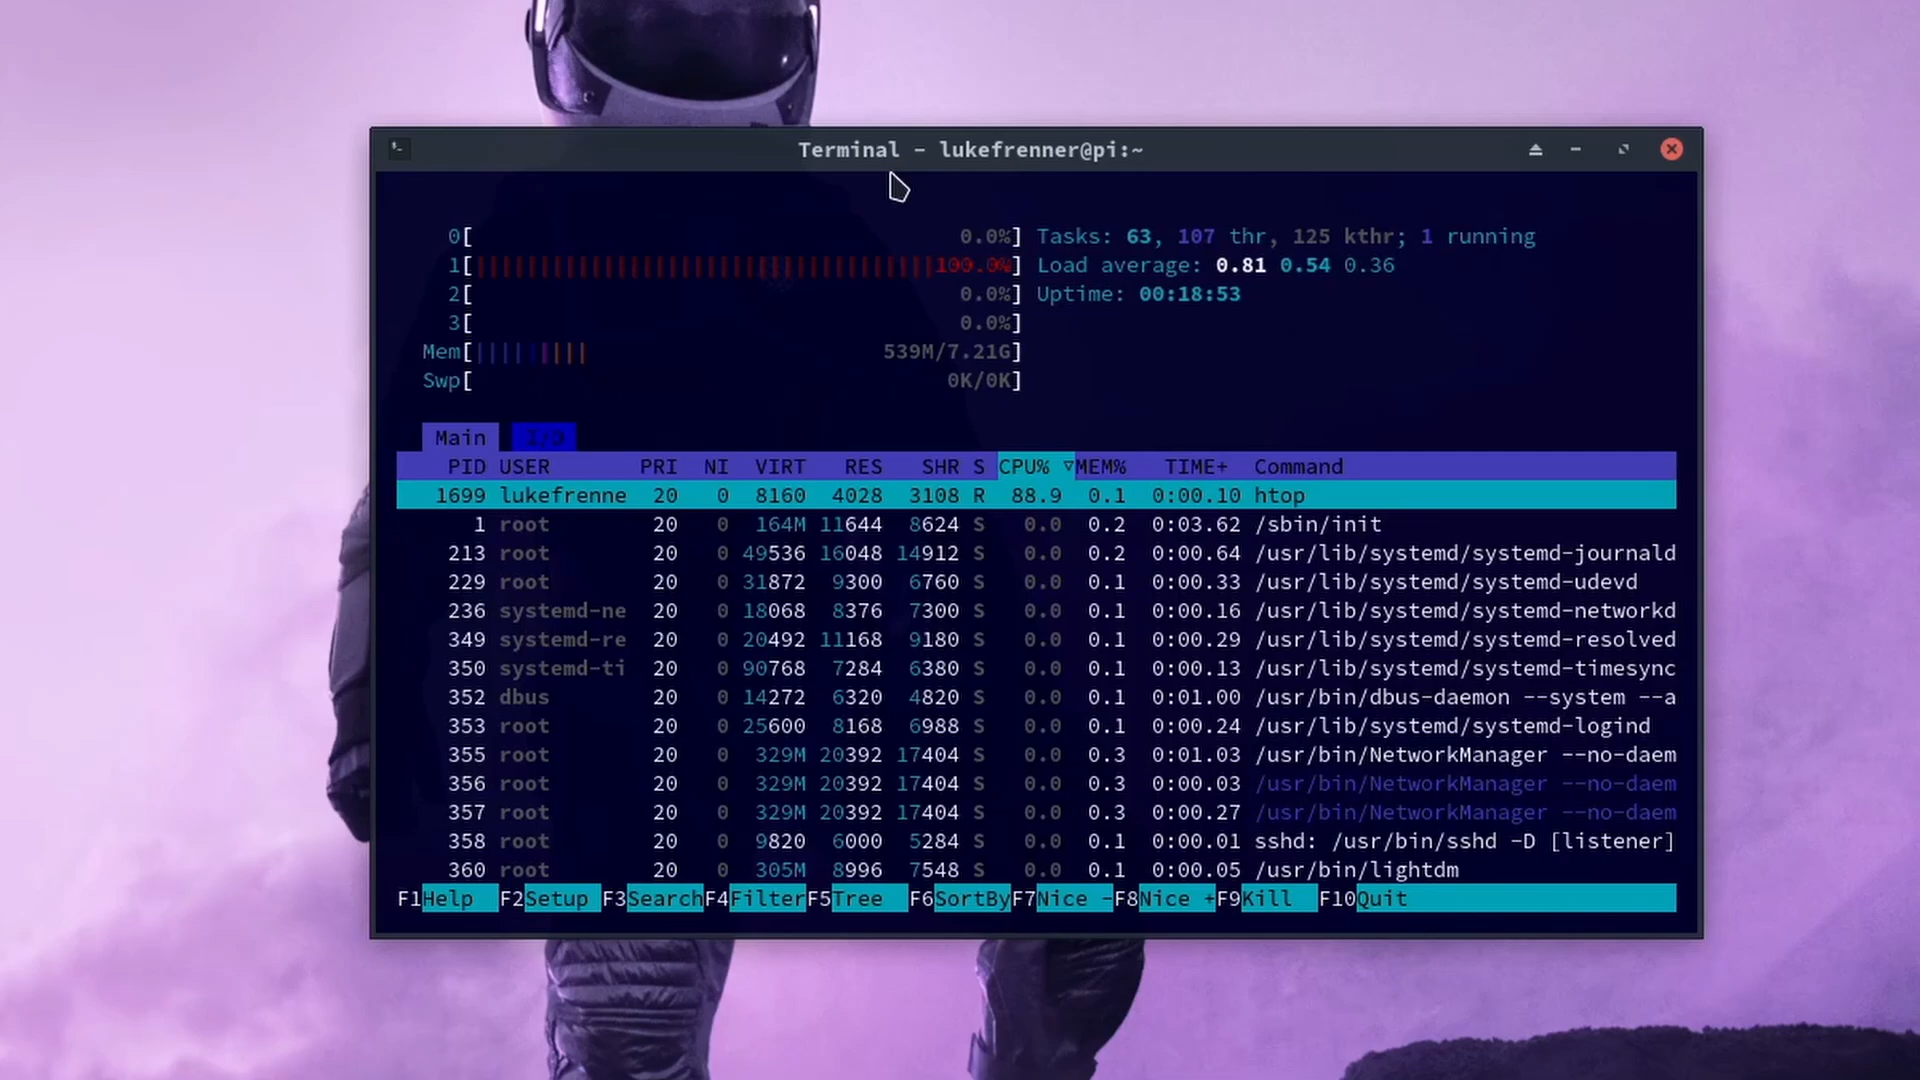 Terminal - lukefrenner@pi:~
0[ 0.0%] Tasks: 63, 107 thr, 125 kthr; 1 running
1[||||||||||||||||||||||||||||||||||||100.0%] Load average: 0.81 0.54 0.36
2[ 0.0%] Uptime: 00:18:53
3[ 0.0%]
Mem[|||||||| 539M/7.21G]
Swp[ 0K/0K]
Main I/O
PID USER PRI NI VIRT RES SHR S CPU% ▽MEM% TIME+ Command
1699 lukefrenne 20 0 8160 4028 3108 R 88.9 0.1 0:00.10 htop
1 root 20 0 164M 11644 8624 S 0.0 0.2 0:03.62 /sbin/init
213 root 20 0 49536 16048 14912 S 0.0 0.2 0:00.64 /usr/lib/systemd/systemd-journald
229 root 20 0 31872 9300 6760 S 0.0 0.1 0:00.33 /usr/lib/systemd/systemd-udevd
236 systemd-ne 20 0 18068 8376 7300 S 0.0 0.1 0:00.16 /usr/lib/systemd/systemd-networkd
349 systemd-re 20 0 20492 11168 9180 S 0.0 0.1 0:00.29 /usr/lib/systemd/systemd-resolved
350 systemd-ti 20 0 90768 7284 6380 S 0.0 0.1 0:00.13 /usr/lib/systemd/systemd-timesync
352 dbus 20 0 14272 6320 4820 S 0.0 0.1 0:01.00 /usr/bin/dbus-daemon --system --a
353 root 20 0 25600 8168 6988 S 0.0 0.1 0:00.24 /usr/lib/systemd/systemd-logind
355 root 20 0 329M 20392 17404 S 0.0 0.3 0:01.03 /usr/bin/NetworkManager --no-daem
356 root 20 0 329M 20392 17404 S 0.0 0.3 0:00.03 /usr/bin/NetworkManager --no-daem
357 root 20 0 329M 20392 17404 S 0.0 0.3 0:00.27 /usr/bin/NetworkManager --no-daem
358 root 20 0 9820 6000 5284 S 0.0 0.1 0:00.01 sshd: /usr/bin/sshd -D [listener]
360 root 20 0 305M 8996 7548 S 0.0 0.1 0:00.05 /usr/bin/lightdm
F1Help F2Setup F3SearchF4FilterF5Tree F6SortByF7Nice -F8Nice +F9Kill F10Quit